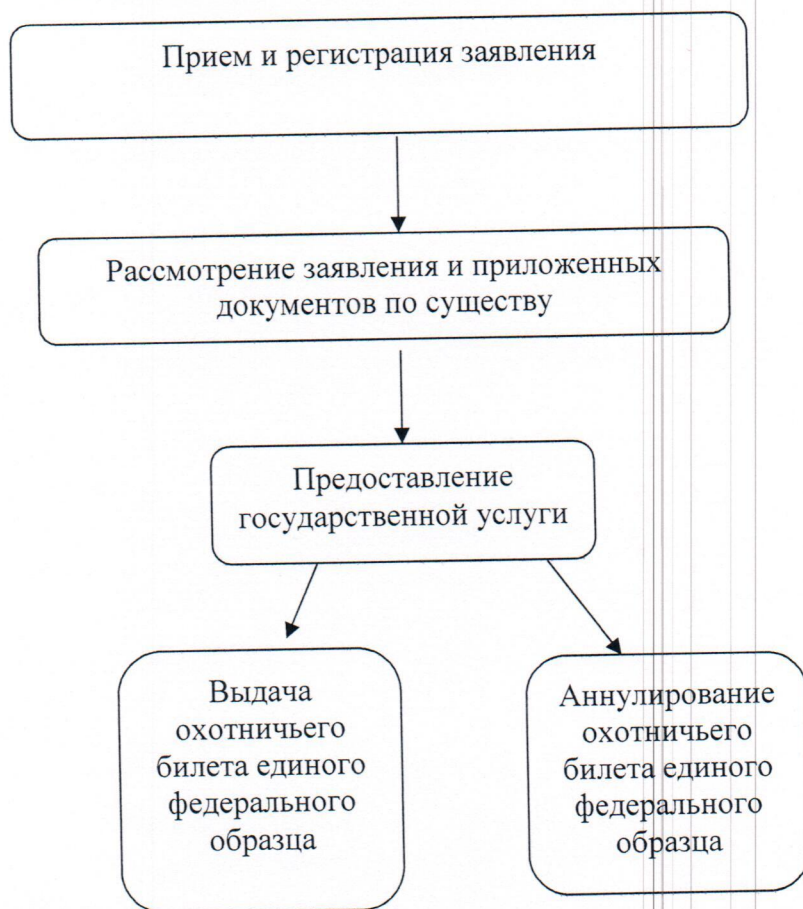 Прием и регистрация заявления
Рассмотрение заявления и приложенных
документов по существу
Предоставление
государственной услуги
Выдача
охотничьего
билета единого
федерального
образца
Аннулирование
охотничьего
билета единого
федерального
образца